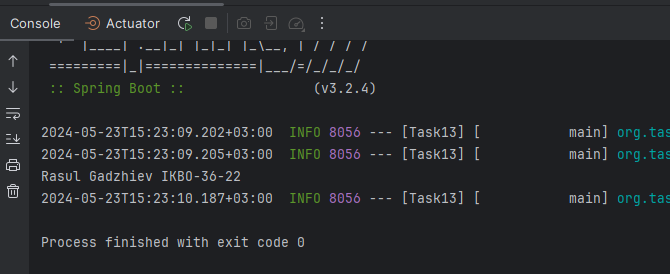 Console Actuator
=========|_|==============|___/=/_/_/_/
:: Spring Boot :: (v3.2.4)
2024-05-23T15:23:09.202+03:00 INFO 8056 --- [Task13] [ main] org.tas
2024-05-23T15:23:09.205+03:00 INFO 8056 --- [Task13] [ main] org.tas
Rasul Gadzhiev IKBO-36-22
2024-05-23T15:23:10.187+03:00 INFO 8056 --- [Task13] [ main] org.tas
Process finished with exit code 0